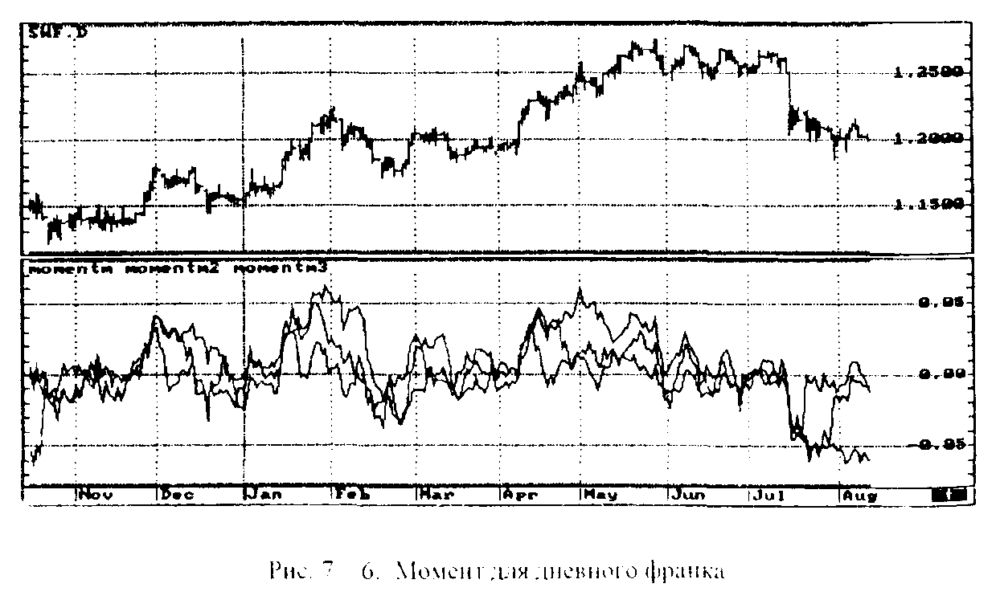 SWF.D
1.2500
1.2000
1.1500
momentm momentm2 momentm3
0.05
0.00
-0.05
Nov Dec Jan Feb Mar Apr May Jun Jul Aug
Рис. 7 6. Момент для дневного франка